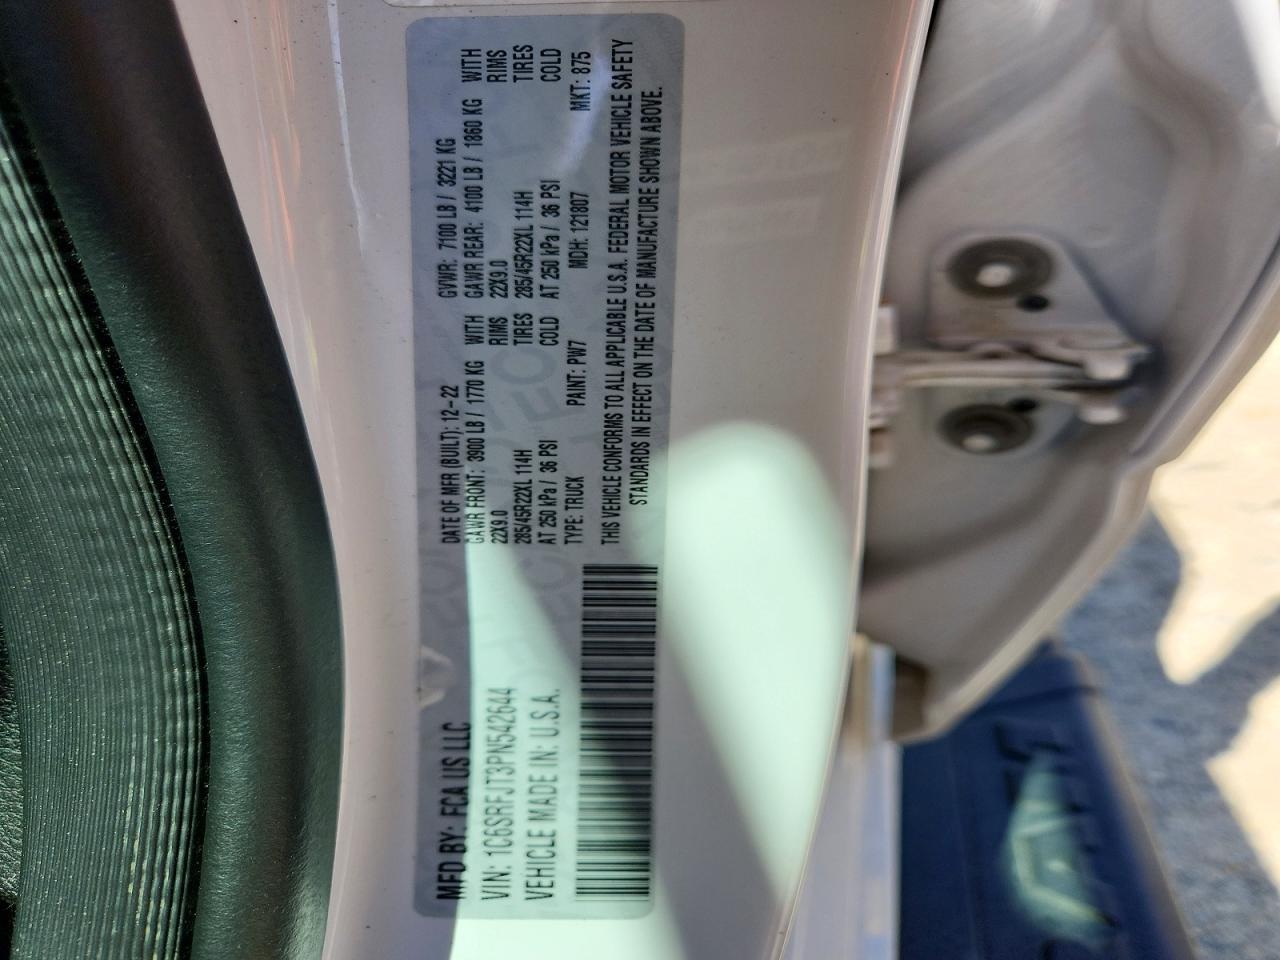 MFD BY: FCA US LLC
DATE OF MFR (BUILT): 12-22 GVWR: 7100 LB / 3221 KG
GAWR FRONT: 3900 LB / 1770 KG WITH GAWR REAR: 4100 LB / 1860 KG WITH
22X9.0 RIMS 22X9.0 RIMS
285/45R22XL 114H TIRES 285/45R22XL 114H TIRES
AT 250 kPa / 36 PSI COLD AT 250 kPa / 36 PSI COLD
VIN: 1C6SRFJT3PN542644
VEHICLE MADE IN: U.S.A.
TYPE: TRUCK PAINT: PW7 MDH: 121807 MKT: 875
THIS VEHICLE CONFORMS TO ALL APPLICABLE U.S.A. FEDERAL MOTOR VEHICLE SAFETY
STANDARDS IN EFFECT ON THE DATE OF MANUFACTURE SHOWN ABOVE.